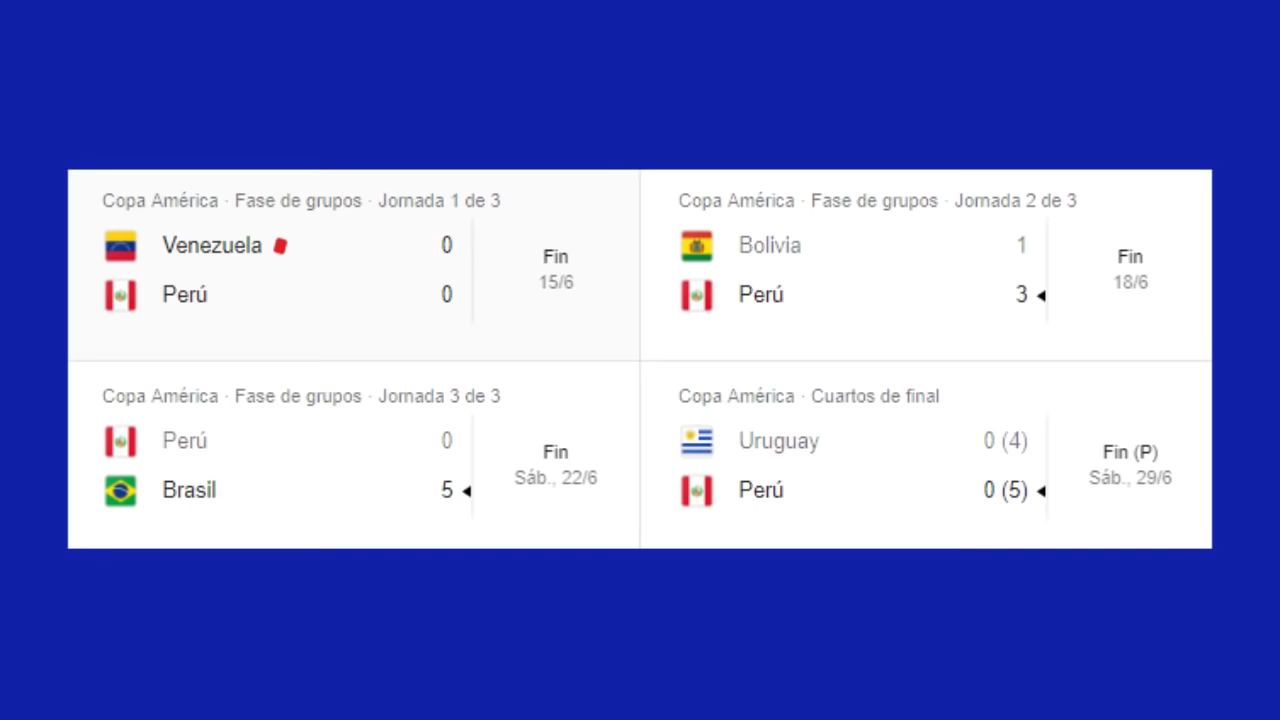 Copa América · Fase de grupos · Jornada 1 de 3
Venezuela 0
Perú 0
Fin
15/6
Copa América · Fase de grupos · Jornada 2 de 3
Bolivia 1
Perú 3
Fin
18/6
Copa América · Fase de grupos · Jornada 3 de 3
Perú 0
Brasil 5
Fin
Sáb., 22/6
Copa América · Cuartos de final
Uruguay 0 (4)
Perú 0 (5)
Fin (P)
Sáb., 29/6